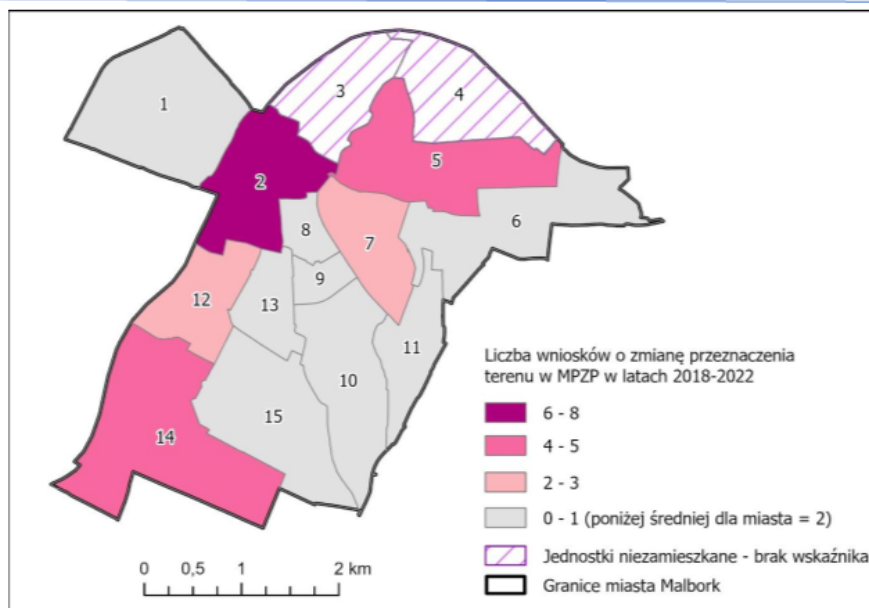 1
3
4
2
5
6
8
7
9
12
13
11
10
15
14
Liczba wniosków o zmianę przeznaczenia
terenu w MPZP w latach 2018-2022
6 - 8
4 - 5
2 - 3
0 - 1 (poniżej średniej dla miasta = 2)
Jednostki niezamieszkane - brak wskaźnika
Granice miasta Malbork
0 0,5 1 2 km